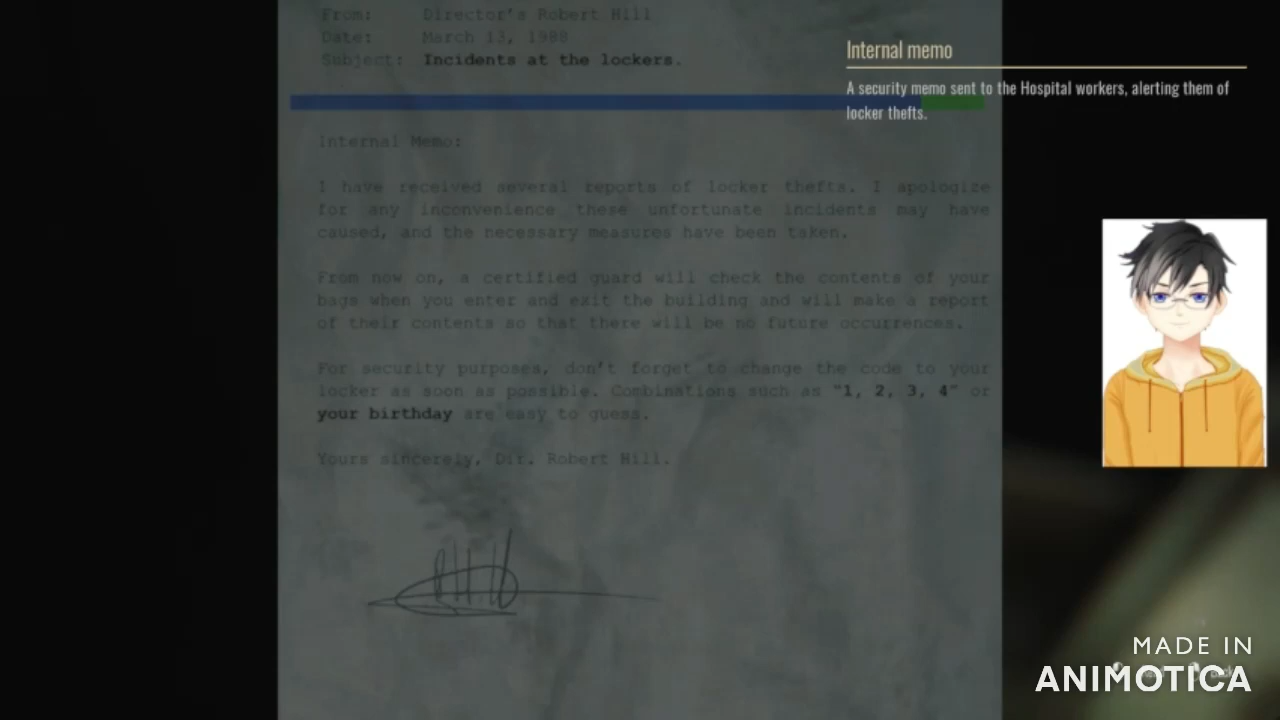 From: Director's Robert Hill
Date: March 13, 1988
Subject: Incidents at the lockers.
Internal memo
A security memo sent to the Hospital workers, alerting them of
locker thefts.
Internal Memo:
I have received several reports of locker thefts. I apologize
for any inconvenience these unfortunate incidents may have
caused, and the necessary measures have been taken.
From now on, a certified guard will check the contents of your
bags when you enter and exit the building and will make a report
of their contents so that there will be no future occurrences.
For security purposes, don't forget to change the code to your
locker as soon as possible. Combinations such as "1, 2, 3, 4" or
your birthday are easy to guess.
Yours sincerely, Dir. Robert Hill.
MADE IN
ANIMOTICA